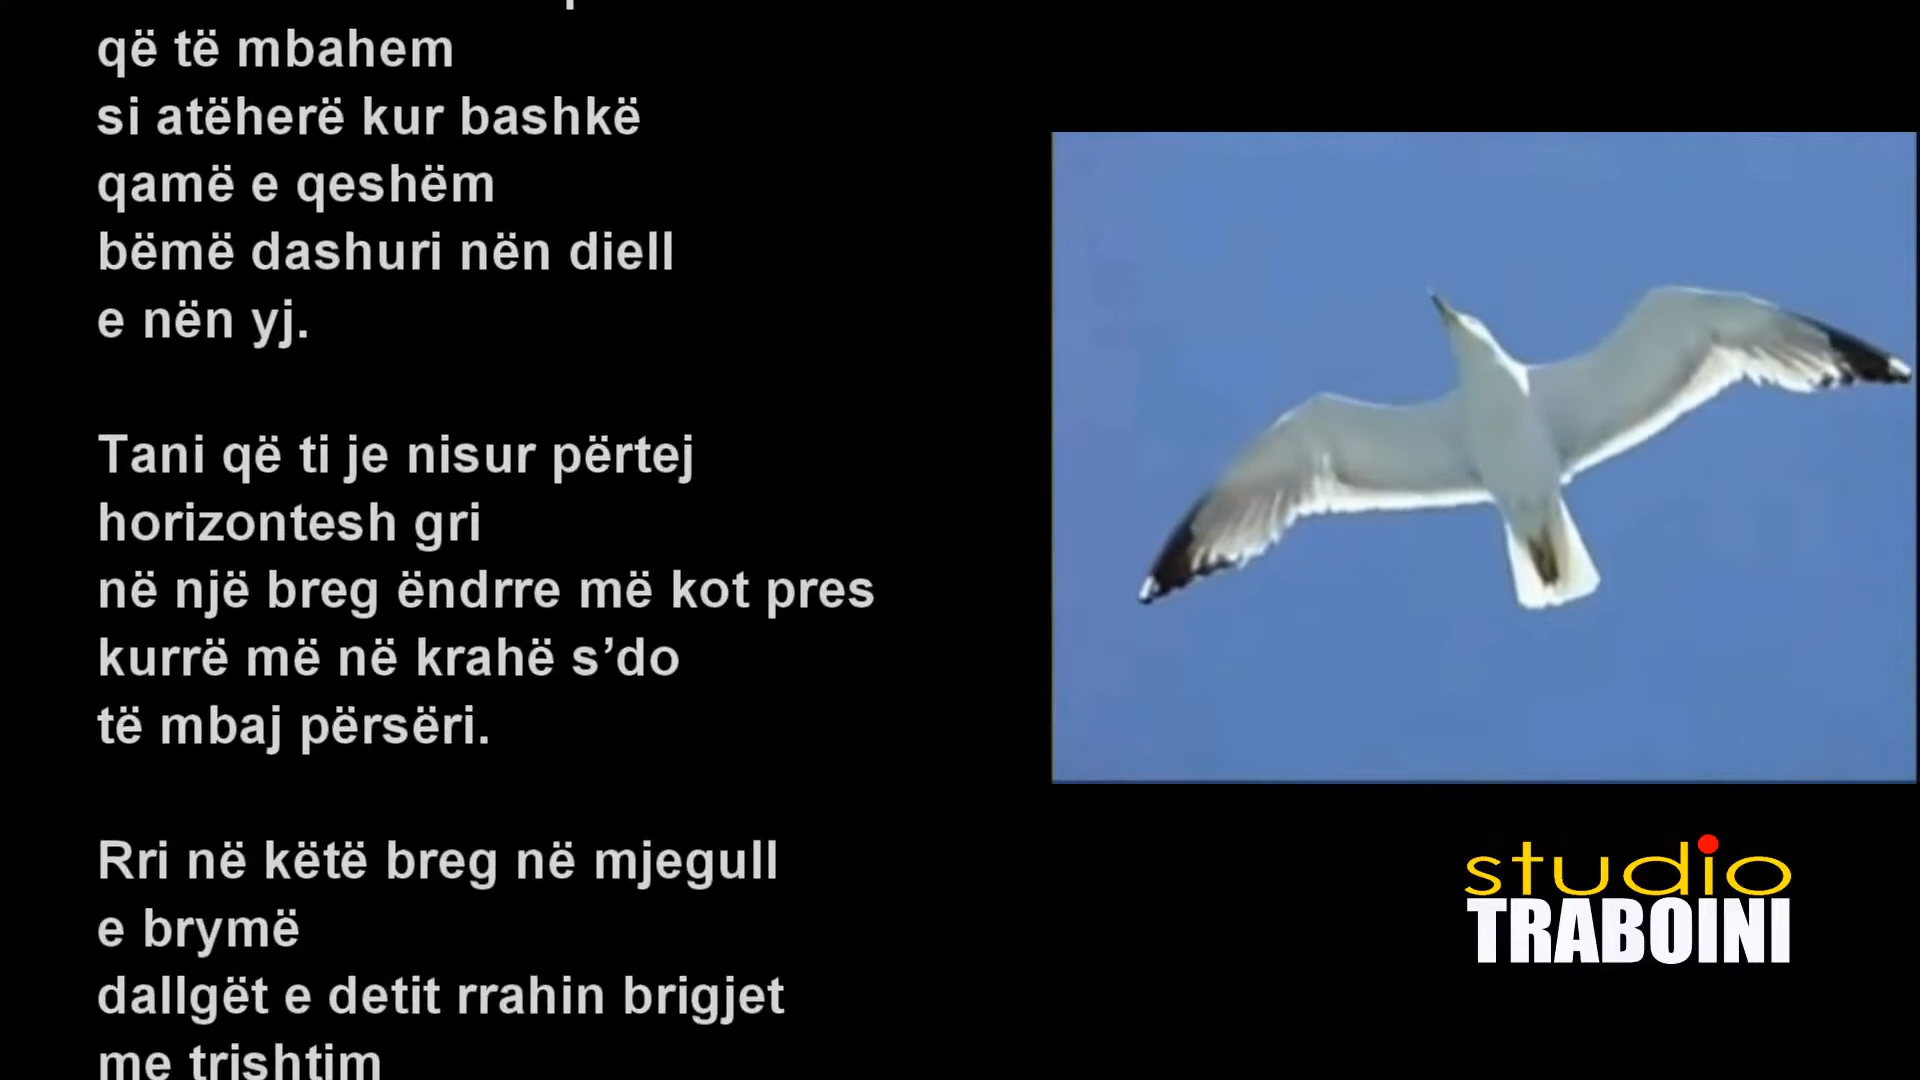 që të mbahem
si atëherë kur bashkë
qamë e qeshëm
bëmë dashuri nën diell
e nën yj.
Tani që ti je nisur përtej
horizontesh gri
në një breg ëndrre më kot pres
kurrë më në krahë s’do
të mbaj përsëri.
Rri në këtë breg në mjegull
e brymë
dallgët e detit rrahin brigjet
me trishtim
studio
TRABOINI